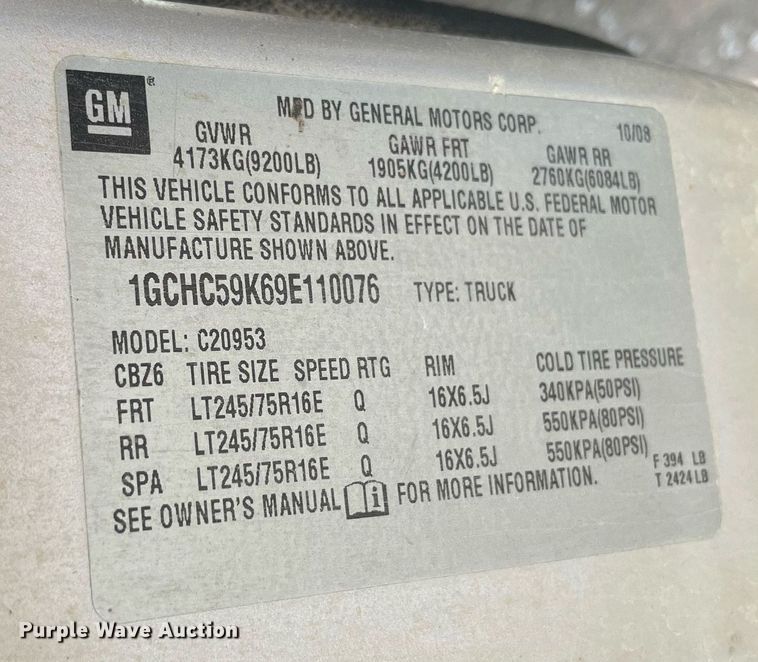 GM®
MFD BY GENERAL MOTORS CORP. 10/08
GVWR GAWR FRT GAWR RR
4173KG(9200LB) 1905KG(4200LB) 2760KG(6084LB)
THIS VEHICLE CONFORMS TO ALL APPLICABLE U.S. FEDERAL MOTOR
VEHICLE SAFETY STANDARDS IN EFFECT ON THE DATE OF
MANUFACTURE SHOWN ABOVE.
1GCHC59K69E110076 TYPE: TRUCK
MODEL: C20953
CBZ6 TIRE SIZE SPEED RTG RIM COLD TIRE PRESSURE
FRT LT245/75R16E Q 16X6.5J 340KPA(50PSI)
RR LT245/75R16E Q 16X6.5J 550KPA(80PSI)
SPA LT245/75R16E Q 16X6.5J 550KPA(80PSI)
F 394 LB
T 2424 LB
SEE OWNER'S MANUAL i FOR MORE INFORMATION.
Purple Wave Auction